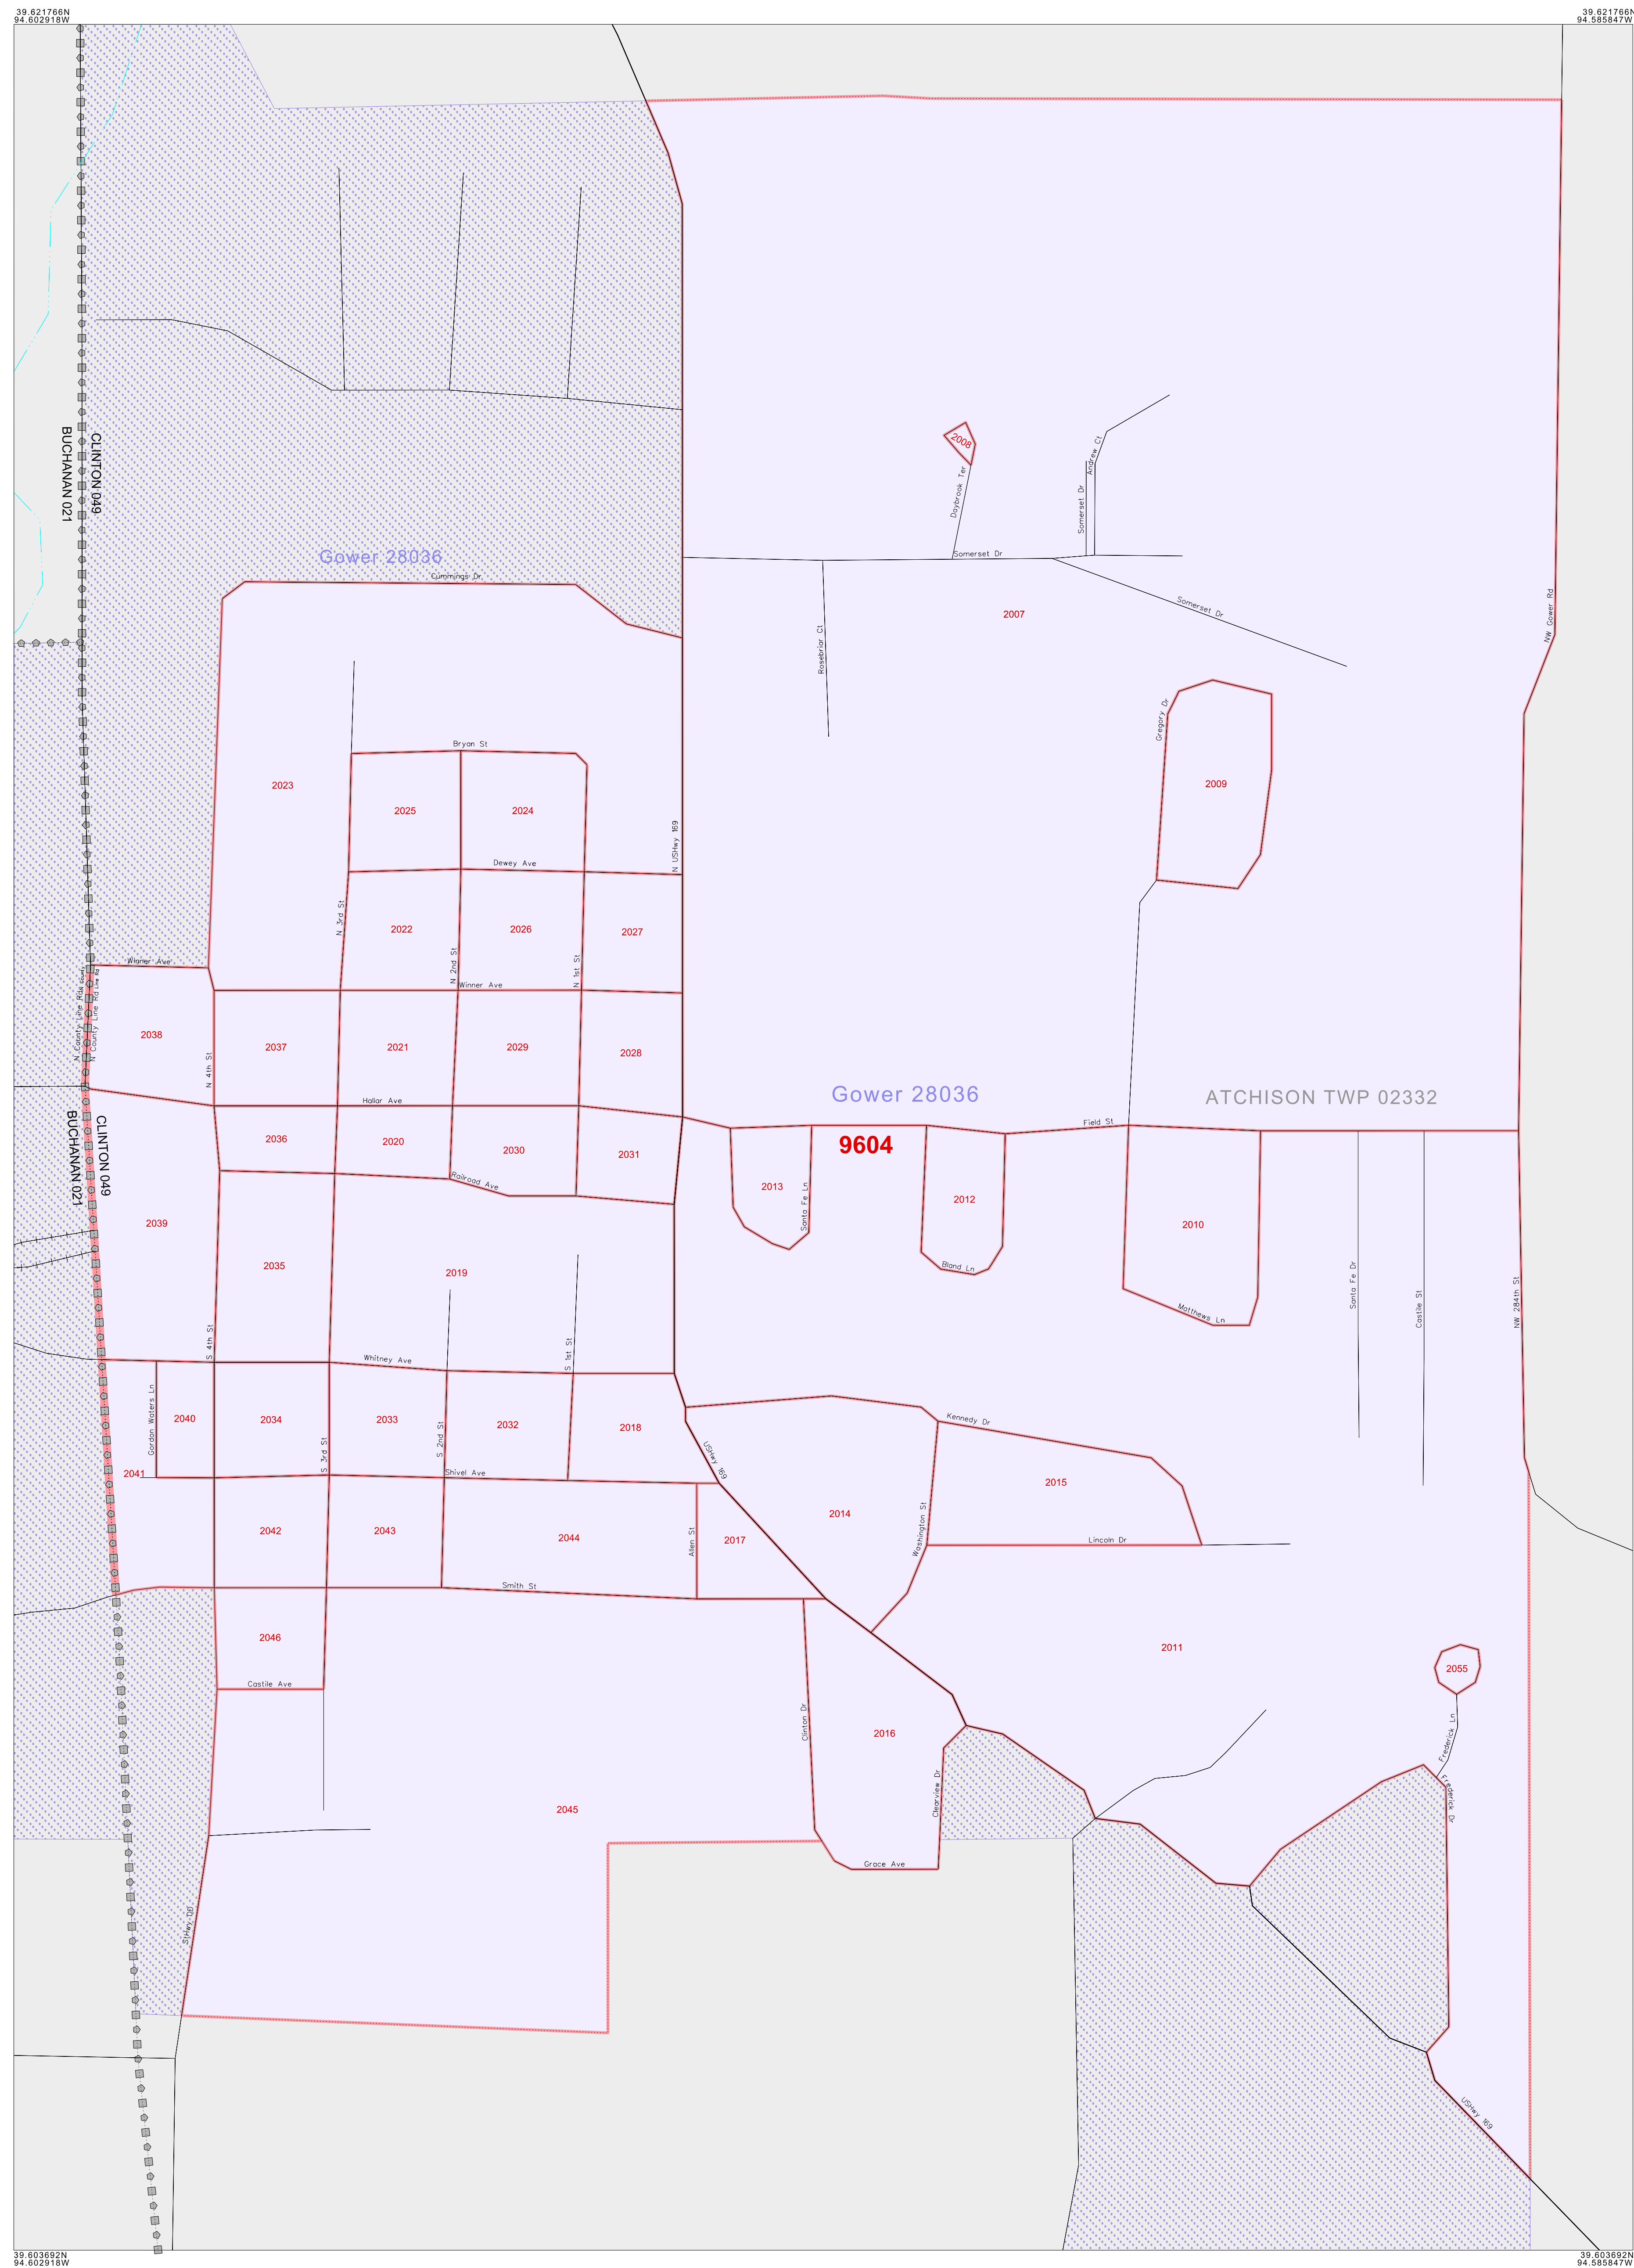 39.621766N
94.602918W
39.621766N
94.585847W
CLINTON 049
BUCHANAN 021
Gower 28036
Cummings Dr
2008
Daybrook Ter
Somerset Dr
Andrew Ct
Somerset Dr
Somerset Dr
Rosebriar Ct
2007
NW Gower Rd
Gregory Dr
2009
2023
Bryan St
2025
2024
Dewey Ave
N USHwy 169
N 3rd St
2022
N 2nd St
2026
N 1st St
2027
Winner Ave
Winner Ave
N County Line Rd
N County Line Rd
2038
N 4th St
2037
2021
2029
2028
Hallar Ave
Gower 28036
ATCHISON TWP 02332
CLINTON 049
BUCHANAN 021
Field St
9604
2036
2020
2030
2031
Railroad Ave
2013
Santa Fe Ln
2012
Bland Ln
2010
Matthews Ln
Santa Fe Dr
Castile St
NW 284th St
2039
2035
2019
S 4th St
Whitney Ave
S 1st St
Gordon Waters Ln
2040
2034
2033
S 2nd St
2032
2018
S 3rd St
2041
Shivel Ave
USHwy 169
Kennedy Dr
2015
2014
Washington St
Lincoln Dr
2042
2043
2044
Allen St
2017
Smith St
2046
Castile Ave
2011
2055
Frederick Ln
Frederick Dr
Clinton Dr
2016
Clearview Dr
2045
Grace Ave
StHwy DD
USHwy 169
39.603692N
94.602918W
39.603692N
94.585847W